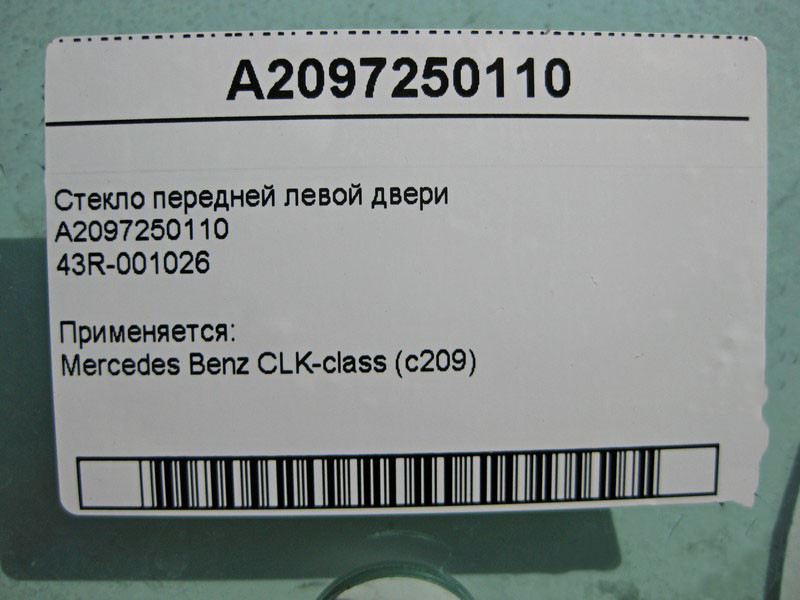 A2097250110
Стекло передней левой двери
A2097250110
43R-001026
Применяется:
Mercedes Benz CLK-class (c209)